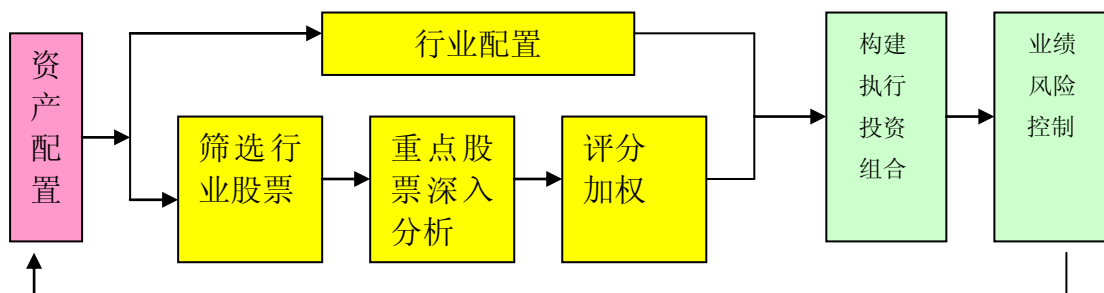 资
产
配
置
行业配置
筛选行
业股票
重点股
票深入
分析
评分
加权
构建
执行
投资
组合
业绩
风险
控制